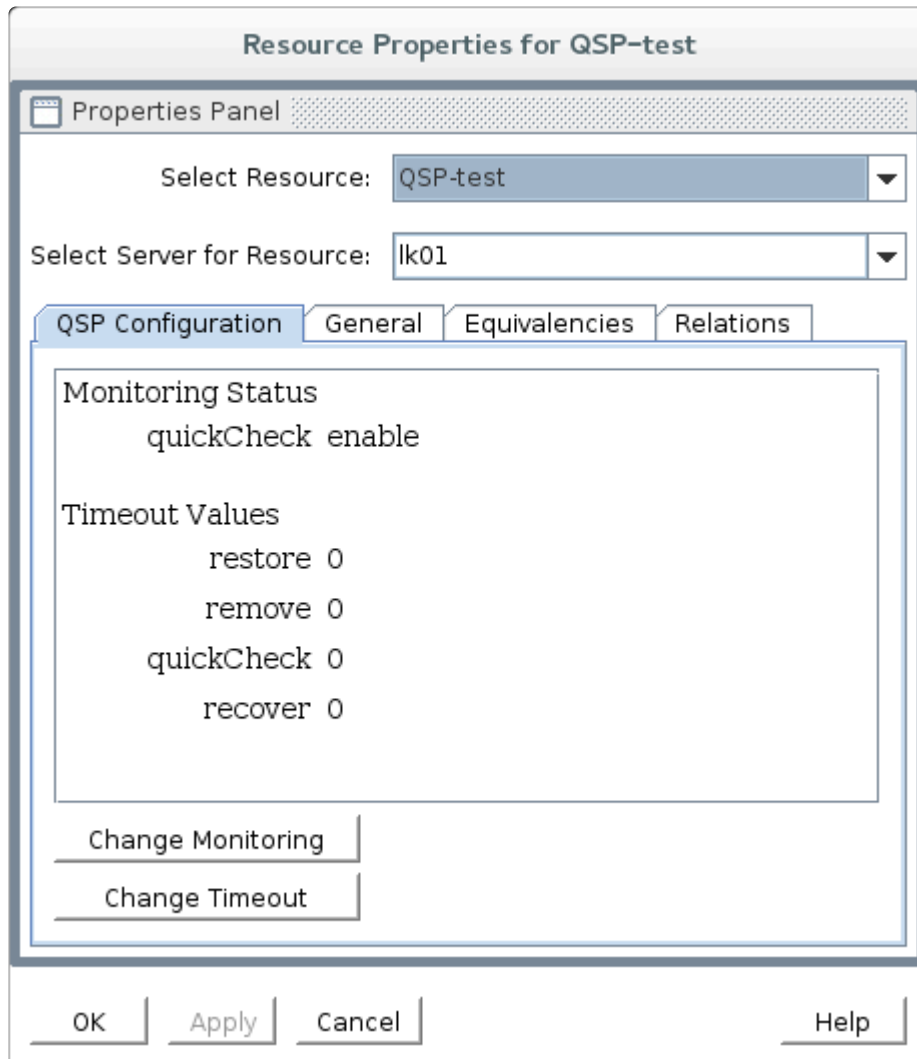 Resource Properties for QSP-test
Properties Panel
Select Resource: QSP-test
Select Server for Resource: lk01
QSP Configuration General Equivalencies Relations
Monitoring Status
quickCheck enable
Timeout Values
restore 0
remove 0
quickCheck 0
recover 0
Change Monitoring
Change Timeout
OK Apply Cancel Help